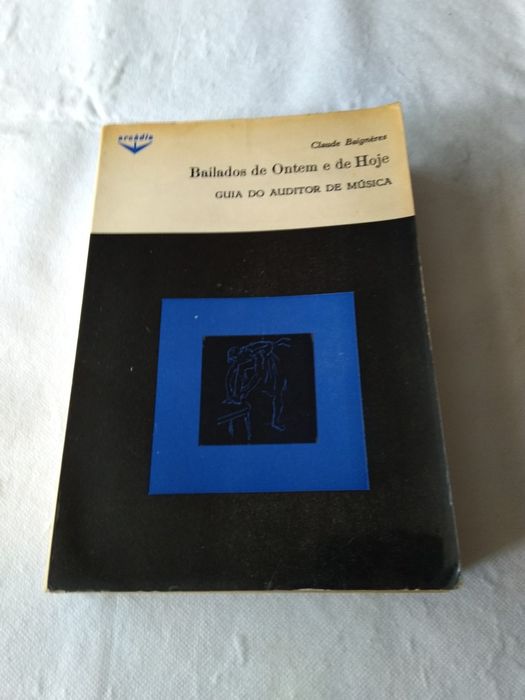 arcádia
Claude Baignères
Bailados de Ontem e de Hoje
GUIA DO AUDITOR DE MÚSICA